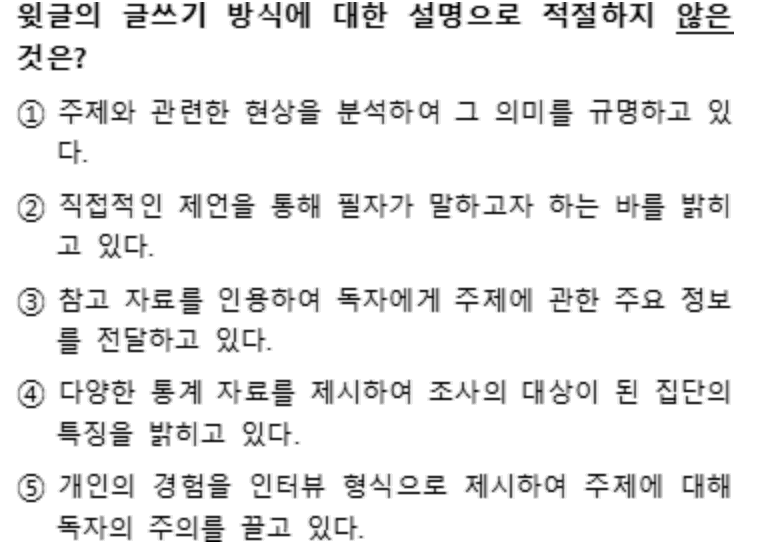 윗글의 글쓰기 방식에 대한 설명으로 적절하지 않은
것은?
① 주제와 관련한 현상을 분석하여 그 의미를 규명하고 있
다.
② 직접적인 제언을 통해 필자가 말하고자 하는 바를 밝히
고 있다.
③ 참고 자료를 인용하여 독자에게 주제에 관한 주요 정보
를 전달하고 있다.
④ 다양한 통계 자료를 제시하여 조사의 대상이 된 집단의
특징을 밝히고 있다.
⑤ 개인의 경험을 인터뷰 형식으로 제시하여 주제에 대해
독자의 주의를 끌고 있다.